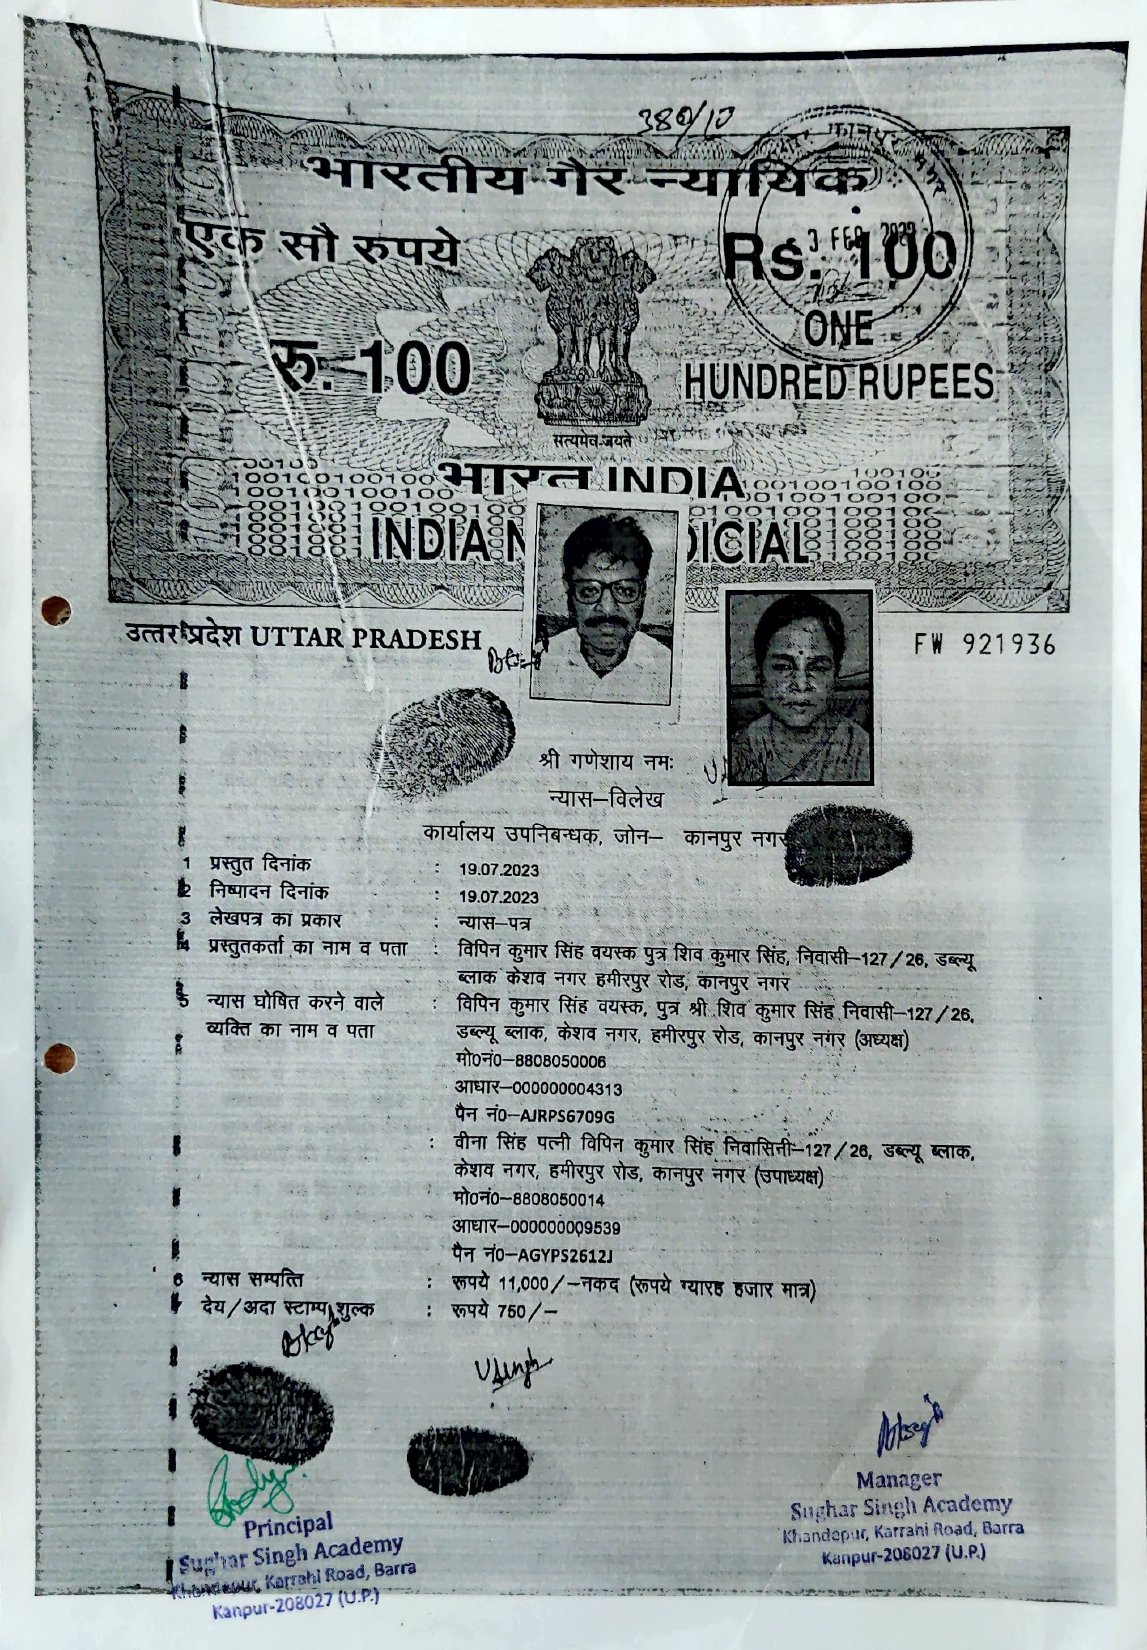 भारतीय गैर न्यायिक
एक सौ रुपये
Rs. 100
रु. 100
ONE
HUNDRED RUPEES
सत्यमेव जयते
भारत INDIA
INDIA N DICIAL
उत्तर प्रदेश UTTAR PRADESH
FW 921936
श्री गणेशाय नमः
न्यास–विलेख
कार्यालय उपनिबन्धक, जोन– कानपुर नगर
1 प्रस्तुत दिनांक : 19.07.2023
2 निष्पादन दिनांक : 19.07.2023
3 लेखपत्र का प्रकार : न्यास–पत्र
4 प्रस्तुतकर्ता का नाम व पता : विपिन कुमार सिंह वयस्क पुत्र शिव कुमार सिंह, निवासी–127/26, डब्ल्यू
ब्लाक केशव नगर हमीरपुर रोड, कानपुर नगर
5 न्यास घोषित करने वाले : विपिन कुमार सिंह वयस्क, पुत्र श्री शिव कुमार सिंह निवासी–127/26,
व्यक्ति का नाम व पता डब्ल्यू ब्लाक, केशव नगर, हमीरपुर रोड, कानपुर नगर (अध्यक्ष)
मो0नं0–8808050006
आधार–000000004313
पैन नं0–AJRPS6709G
: वीना सिंह पत्नी विपिन कुमार सिंह निवासिनी–127/26, डब्ल्यू ब्लाक,
केशव नगर, हमीरपुर रोड, कानपुर नगर (उपाध्यक्ष)
मो0नं0–8808050014
आधार–000000009539
पैन नं0–AGYPS2612J
6 न्यास सम्पत्ति : रूपये 11,000/–नकद (रूपये ग्यारह हजार मात्र)
7 देय/अदा स्टाम्प शुल्क : रूपये 750/–
VSingh
Manager
Sughar Singh Academy
Khandepur, Karrahi Road, Barra
Kanpur-208027 (U.P.)
Principal
Sughar Singh Academy
Khandepur, Karrahi Road, Barra
Kanpur-208027 (U.P.)